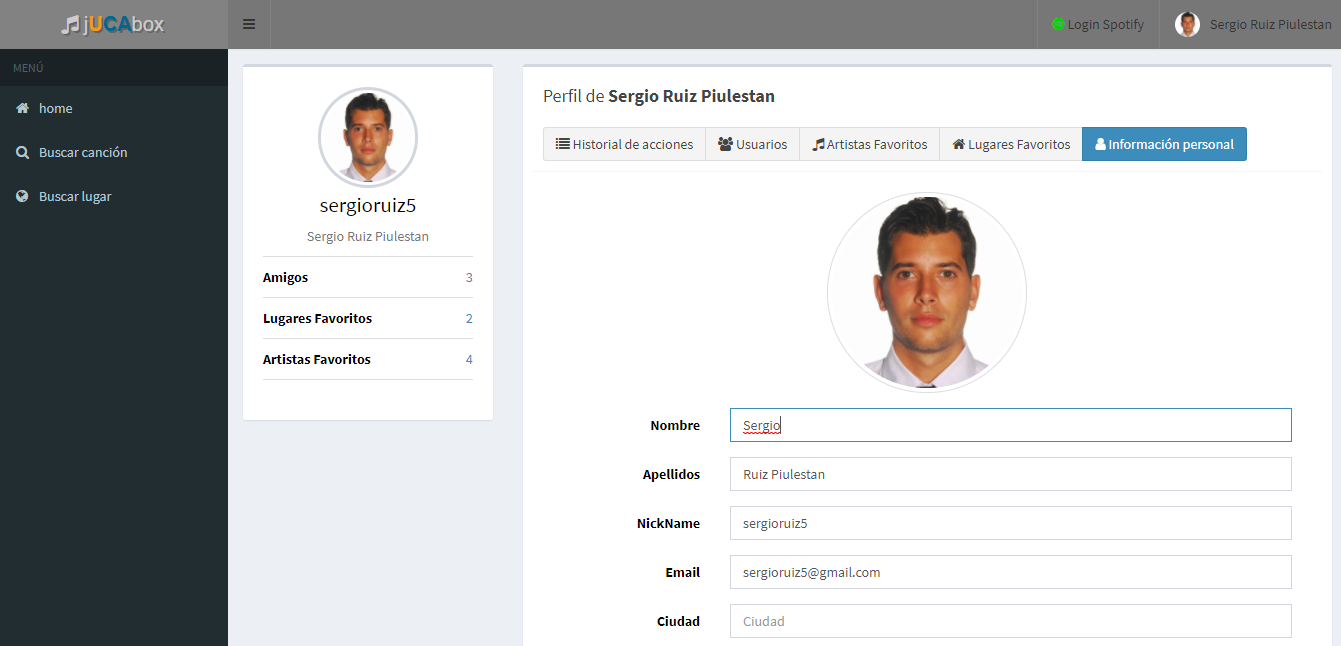 jUCAbox
Login Spotify
Sergio Ruiz Piulestan
MENÚ
home
Buscar canción
Buscar lugar
sergioruiz5
Sergio Ruiz Piulestan
Amigos 3
Lugares Favoritos 2
Artistas Favoritos 4
Perfil de Sergio Ruiz Piulestan
Historial de acciones Usuarios Artistas Favoritos Lugares Favoritos Información personal
Nombre Sergio
Apellidos Ruiz Piulestan
NickName sergioruiz5
Email sergioruiz5@gmail.com
Ciudad Ciudad